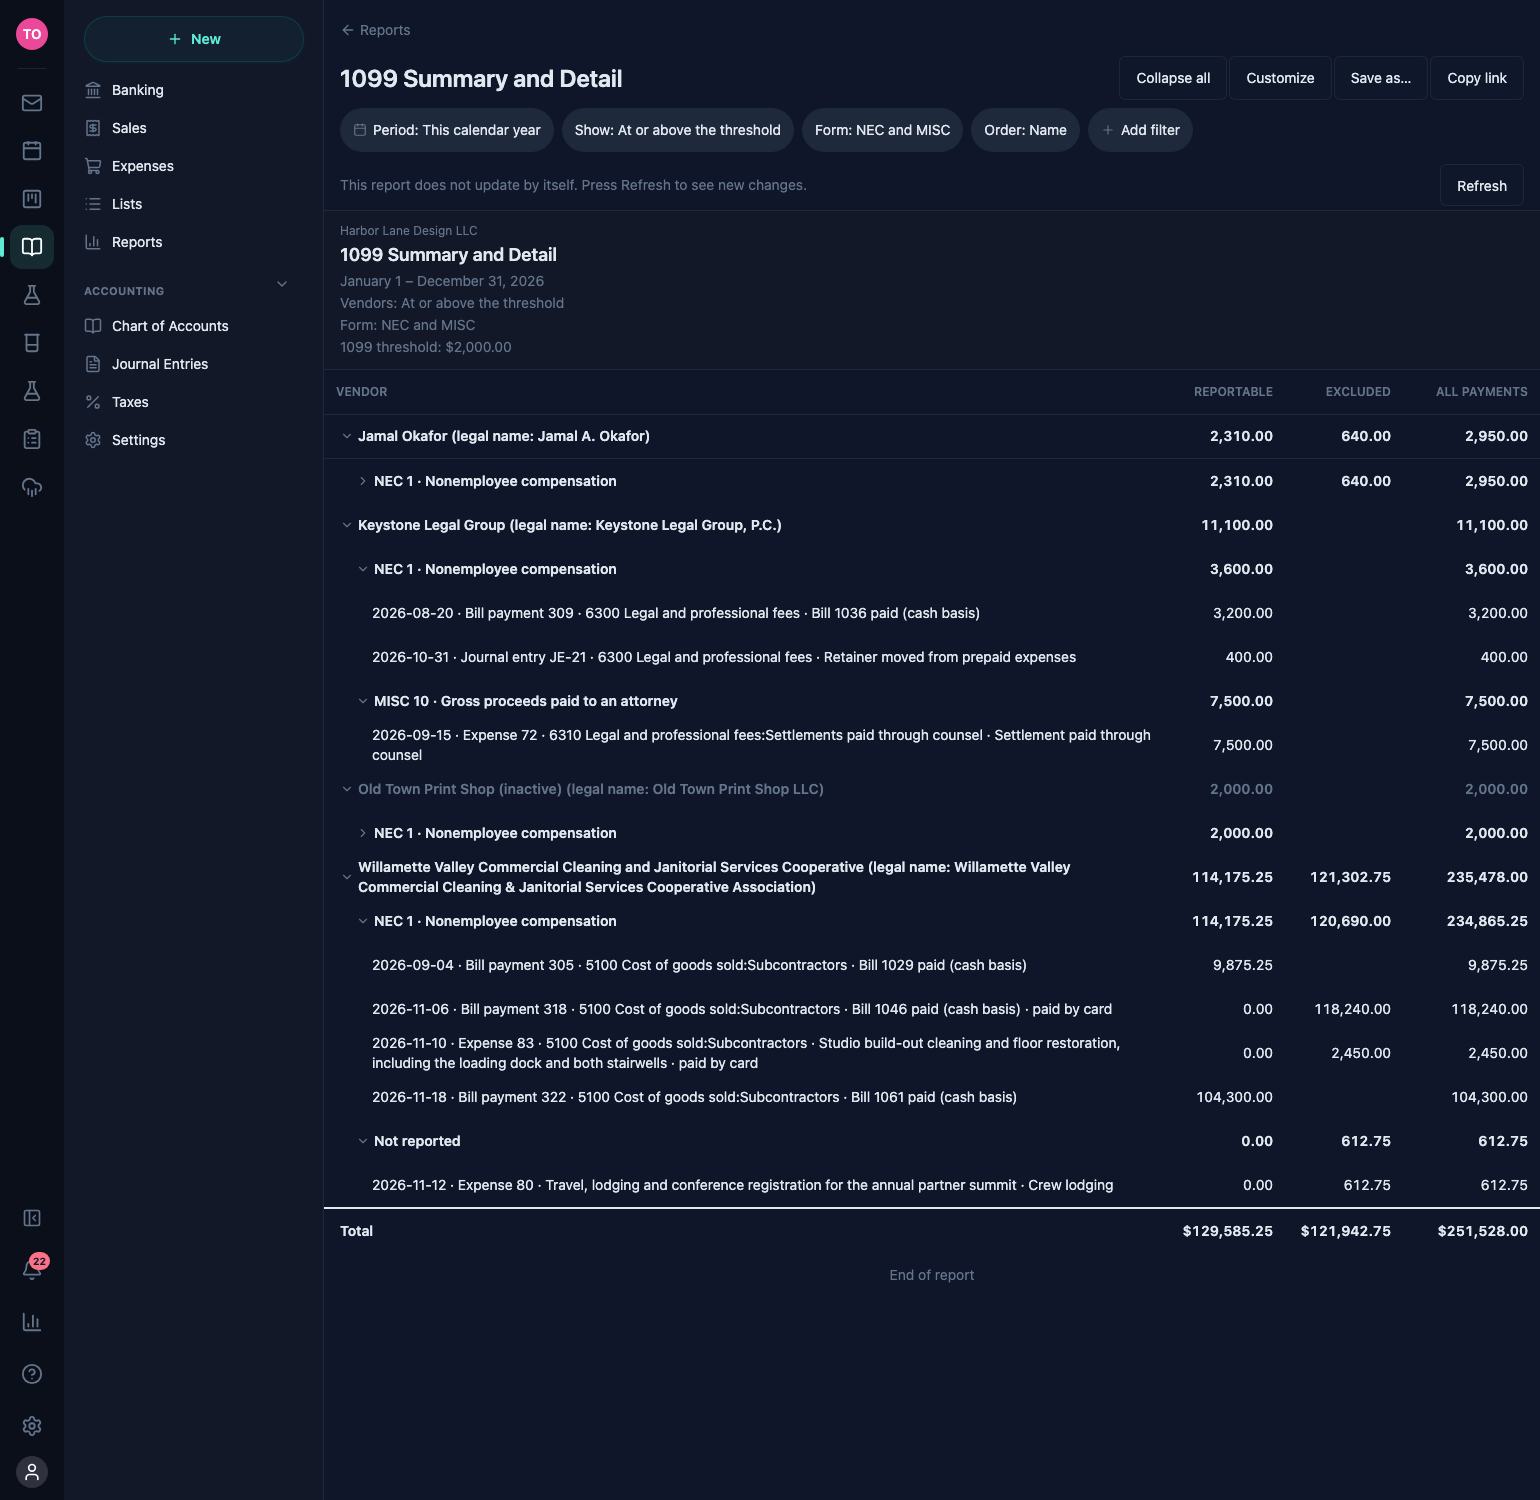 TO
New
Banking
Sales
Expenses
Lists
Reports
ACCOUNTING
Chart of Accounts
Journal Entries
Taxes
Settings
22
Reports
1099 Summary and Detail
Collapse all
Customize
Save as...
Copy link
Period: This calendar year
Show: At or above the threshold
Form: NEC and MISC
Order: Name
Add filter
This report does not update by itself. Press Refresh to see new changes.
Refresh
Harbor Lane Design LLC
1099 Summary and Detail
January 1 – December 31, 2026
Vendors: At or above the threshold
Form: NEC and MISC
1099 threshold: $2,000.00
VENDOR REPORTABLE EXCLUDED ALL PAYMENTS
Jamal Okafor (legal name: Jamal A. Okafor) 2,310.00 640.00 2,950.00
NEC 1 · Nonemployee compensation 2,310.00 640.00 2,950.00
Keystone Legal Group (legal name: Keystone Legal Group, P.C.) 11,100.00 11,100.00
NEC 1 · Nonemployee compensation 3,600.00 3,600.00
2026-08-20 · Bill payment 309 · 6300 Legal and professional fees · Bill 1036 paid (cash basis) 3,200.00 3,200.00
2026-10-31 · Journal entry JE-21 · 6300 Legal and professional fees · Retainer moved from prepaid expenses 400.00 400.00
MISC 10 · Gross proceeds paid to an attorney 7,500.00 7,500.00
2026-09-15 · Expense 72 · 6310 Legal and professional fees:Settlements paid through counsel · Settlement paid through
counsel 7,500.00 7,500.00
Old Town Print Shop (inactive) (legal name: Old Town Print Shop LLC) 2,000.00 2,000.00
NEC 1 · Nonemployee compensation 2,000.00 2,000.00
Willamette Valley Commercial Cleaning and Janitorial Services Cooperative (legal name: Willamette Valley
Commercial Cleaning & Janitorial Services Cooperative Association) 114,175.25 121,302.75 235,478.00
NEC 1 · Nonemployee compensation 114,175.25 120,690.00 234,865.25
2026-09-04 · Bill payment 305 · 5100 Cost of goods sold:Subcontractors · Bill 1029 paid (cash basis) 9,875.25 9,875.25
2026-11-06 · Bill payment 318 · 5100 Cost of goods sold:Subcontractors · Bill 1046 paid (cash basis) · paid by card 0.00 118,240.00 118,240.00
2026-11-10 · Expense 83 · 5100 Cost of goods sold:Subcontractors · Studio build-out cleaning and floor restoration,
including the loading dock and both stairwells · paid by card 0.00 2,450.00 2,450.00
2026-11-18 · Bill payment 322 · 5100 Cost of goods sold:Subcontractors · Bill 1061 paid (cash basis) 104,300.00 104,300.00
Not reported 0.00 612.75 612.75
2026-11-12 · Expense 80 · Travel, lodging and conference registration for the annual partner summit · Crew lodging 0.00 612.75 612.75
Total $129,585.25 $121,942.75 $251,528.00
End of report